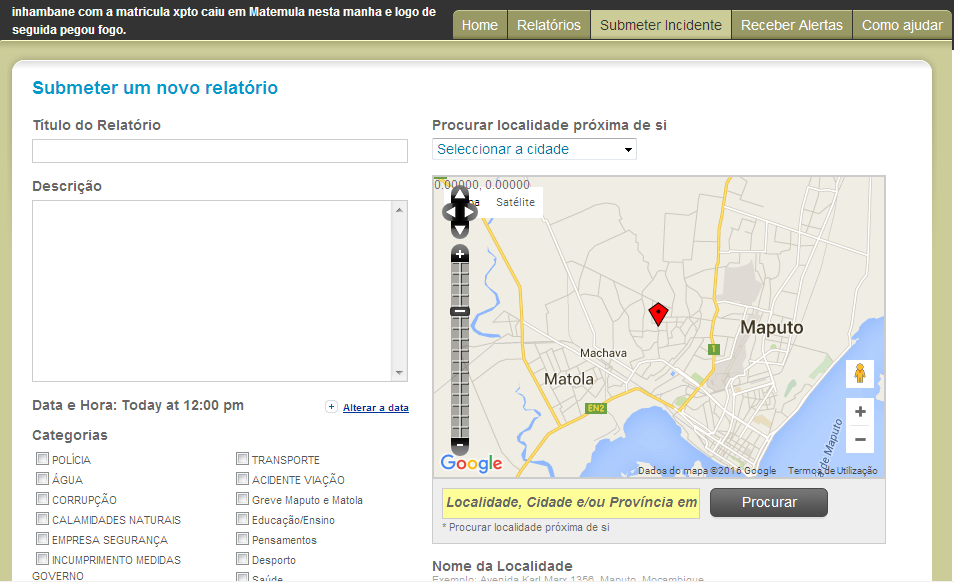 inhambane com a matricula xpto caiu em Matemula nesta manha e logo de
seguida pegou fogo.
Home Relatórios Submeter Incidente Receber Alertas Como ajudar
Submeter um novo relatório
Título do Relatório
Descrição
Data e Hora: Today at 12:00 pm
Alterar a data
Categorias
POLÍCIA
ÁGUA
CORRUPÇÃO
CALAMIDADES NATURAIS
EMPRESA SEGURANÇA
INCUMPRIMENTO MEDIDAS
GOVERNO
TRANSPORTE
ACIDENTE VIAÇÃO
Greve Maputo e Matola
Educação/Ensino
Pensamentos
Desporto
Saúde
Procurar localidade próxima de si
Seleccionar a cidade
0.00000, 0.00000
Satélite
Maputo
Machava
1
Matola
EN2
de Maputo
Google
Dados do mapa ©2016 Google Termos de Utilização
Localidade, Cidade e/ou Província em
Procurar
* Procurar localidade próxima de si
Nome da Localidade
Exemplo: Avenida Karl Marx 1356, Maputo, Moçambique